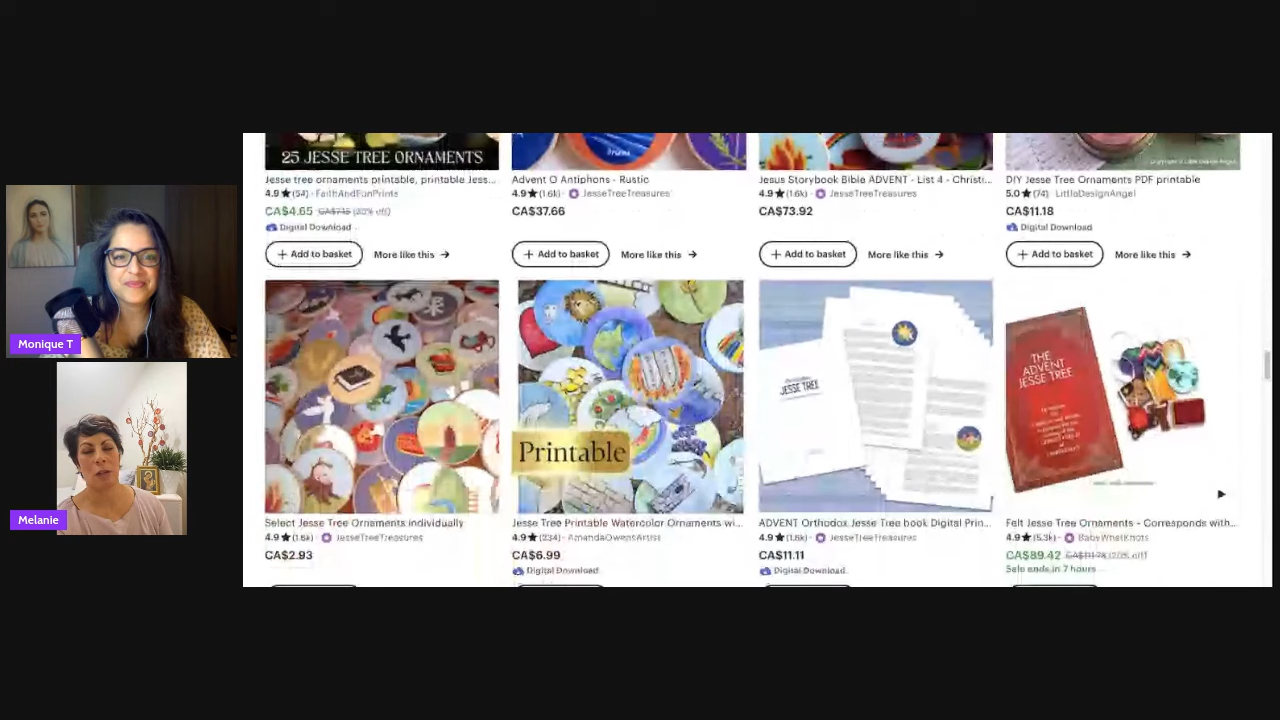 25 JESSE TREE ORNAMENTS
Jesse tree ornaments printable, printable Jess...
4.9 ★ (54) · FaithAndFunPrints
CA$4.65 (30% off)
Digital Download
+ Add to basket More like this →
Advent O Antiphons - Rustic
4.9 ★ (1.6k) · JesseTreeTreasures
CA$37.66
+ Add to basket More like this →
Jesus Storybook Bible ADVENT - List 4 - Christi...
4.9 ★ (1.6k) · JesseTreeTreasures
CA$73.92
+ Add to basket More like this →
DIY Jesse Tree Ornaments PDF printable
5.0 ★ (74) LittleDesignAngel
CA$11.18
Digital Download
+ Add to basket More like this →
Monique T
Melanie
Select Jesse Tree Ornaments individually
4.9 ★ (1.6k) · JesseTreeTreasures
CA$2.93
Printable
Jesse Tree Printable Watercolor Ornaments wi...
4.9 ★ (234) · AmandaOwensArtist
CA$6.99
Digital Download
JESSE TREE
ADVENT Orthodox Jesse Tree book Digital Prin...
4.9 ★ (1.6k) · JesseTreeTreasures
CA$11.11
Digital Download
THE
ADVENT
JESSE TREE
Felt Jesse Tree Ornaments - Corresponds with...
4.9 ★ (5.3k) · BabyWhatKnots
CA$89.42 (20% off)
Sale ends in 7 hours